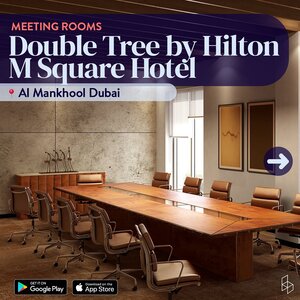 MEETING ROOMS
Double Tree by Hilton
M Square Hotel
Al Mankhool Dubai
GET IT ON
Google Play
Download on the
App Store